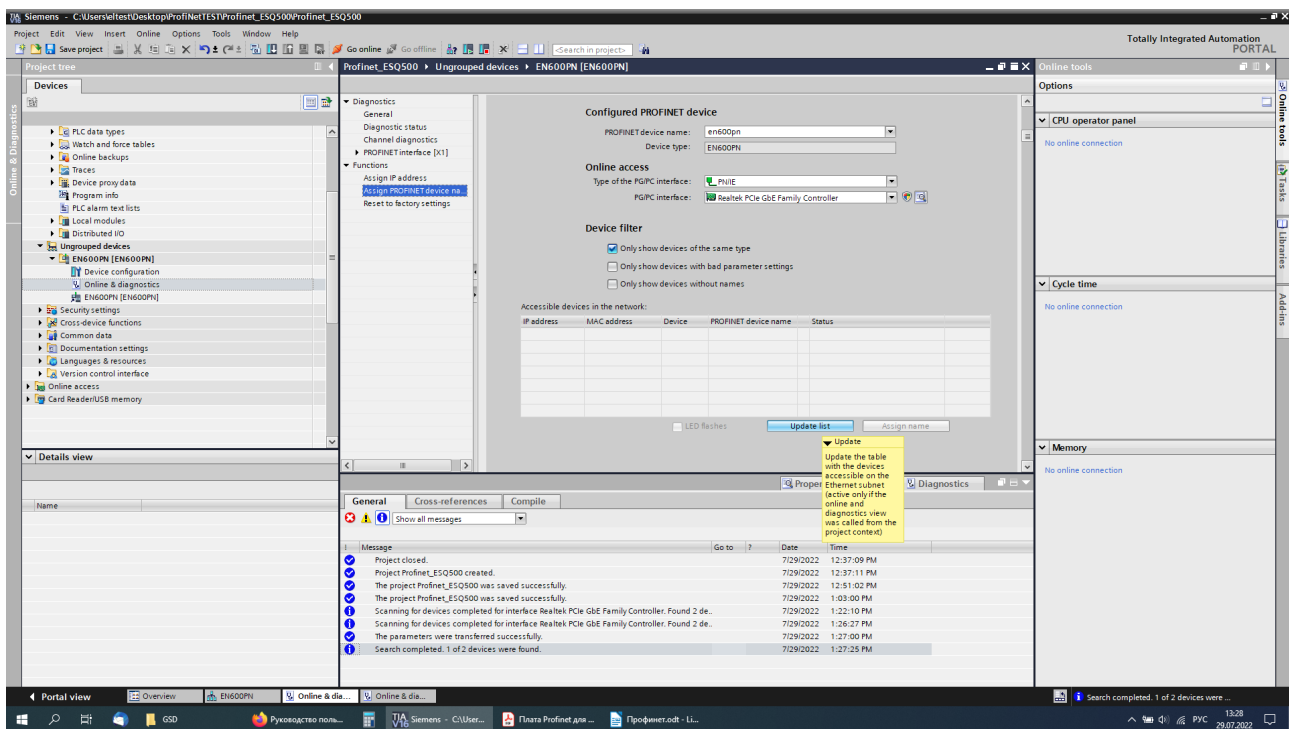 Siemens - C:\Users\eltest\Desktop\ProfiNetTEST\Profinet_ESQ500\Profinet_ESQ500
Project Edit View Insert Online Options Tools Window Help
Save project Go online Go offline <Search in project>
Totally Integrated Automation
PORTAL
Project tree
Devices
PLC data types
Watch and force tables
Online backups
Traces
Device proxy data
Program info
PLC alarm text lists
Local modules
Distributed I/O
Ungrouped devices
EN600PN [EN600PN]
Device configuration
Online & diagnostics
EN600PN [EN600PN]
Security settings
Cross-device functions
Common data
Documentation settings
Languages & resources
Version control interface
Online access
Card Reader/USB memory
Details view
Name
Online & Diagnostics
Profinet_ESQ500 Ungrouped devices EN600PN [EN600PN]
Diagnostics
General
Diagnostic status
Channel diagnostics
PROFINET interface [X1]
Functions
Assign IP address
Assign PROFINET device na...
Reset to factory settings
Configured PROFINET device
PROFINET device name: en600pn
Device type: EN600PN
Online access
Type of the PG/PC interface: PN/IE
PG/PC interface: Realtek PCIe GbE Family Controller
Device filter
Only show devices of the same type
Only show devices with bad parameter settings
Only show devices without names
Accessible devices in the network:
IP address MAC address Device PROFINET device name Status
LED flashes Update list Assign name
Update
Update the table
with the devices
accessible on the
Ethernet subnet
(active only if the
online and
diagnostics view
was called from the
project context)
Proper Diagnostics
General Cross-references Compile
Show all messages
! Message Go to ? Date Time
Project closed. 7/29/2022 12:37:09 PM
Project Profinet_ESQ500 created. 7/29/2022 12:37:11 PM
The project Profinet_ESQ500 was saved successfully. 7/29/2022 12:51:02 PM
The project Profinet_ESQ500 was saved successfully. 7/29/2022 1:03:00 PM
Scanning for devices completed for interface Realtek PCIe GbE Family Controller. Found 2 de.. 7/29/2022 1:22:10 PM
Scanning for devices completed for interface Realtek PCIe GbE Family Controller. Found 2 de.. 7/29/2022 1:26:27 PM
The parameters were transferred successfully. 7/29/2022 1:27:00 PM
Search completed. 1 of 2 devices were found. 7/29/2022 1:27:25 PM
Online tools
Options
CPU operator panel
No online connection
Cycle time
No online connection
Memory
No online connection
Online tools
Tasks
Libraries
Add-ins
Portal view Overview EN600PN Online & dia... Online & dia... Search completed. 1 of 2 devices were ...
GSD Руководство поль... Siemens - C:\User... Плата Profinet для ... Профинет.odt - Li... РУС 13:28
29.07.2022